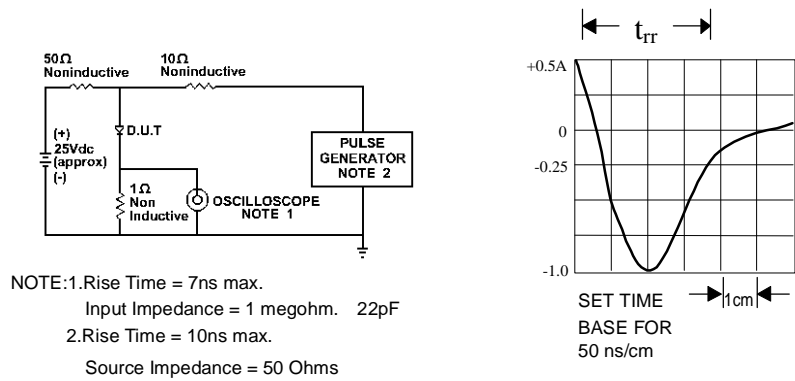 50Ω
Noninductive
10Ω
Noninductive
(+)
25Vdc
(approx)
(-)
D.U.T
1Ω
Non
Inductive
OSCILLOSCOPE
NOTE 1
PULSE
GENERATOR
NOTE 2
NOTE:1.Rise Time = 7ns max.
Input Impedance = 1 megohm. 22pF
2.Rise Time = 10ns max.
Source Impedance = 50 Ohms
trr
+0.5A
0
-0.25
-1.0
1cm
SET TIME
BASE FOR
50 ns/cm